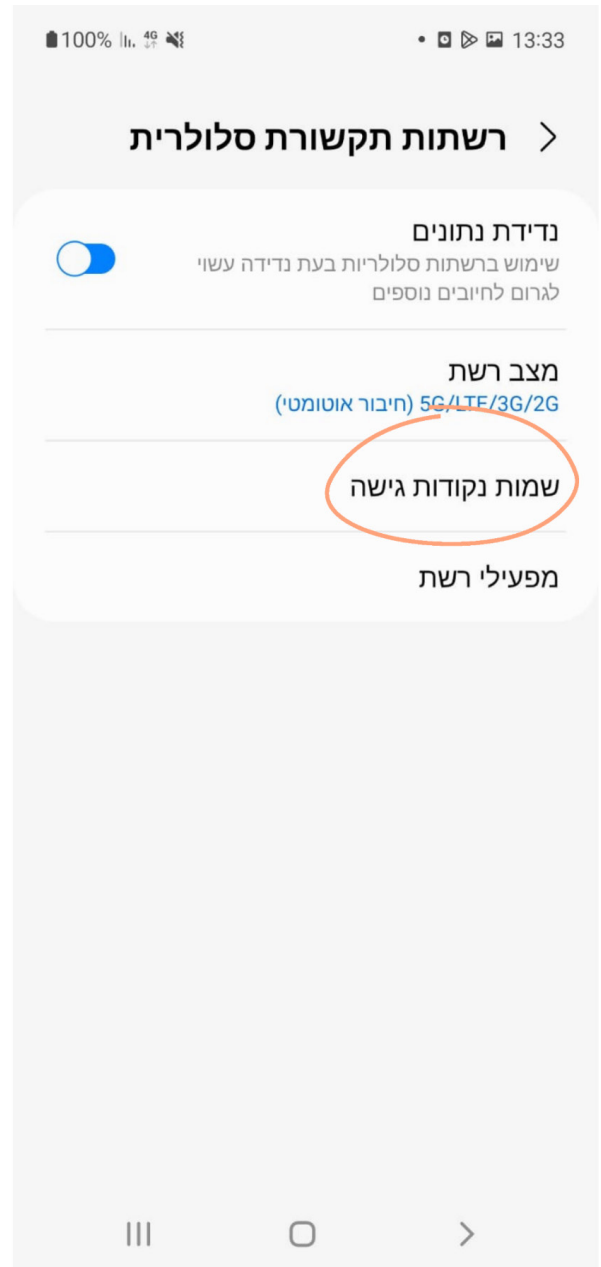 100% 4G 13:33
רשתות תקשורת סלולרית
נדידת נתונים
שימוש ברשתות סלולריות בעת נדידה עשוי
לגרום לחיובים נוספים
מצב רשת
5G/LTE/3G/2G (חיבור אוטומטי)
שמות נקודות גישה
מפעילי רשת